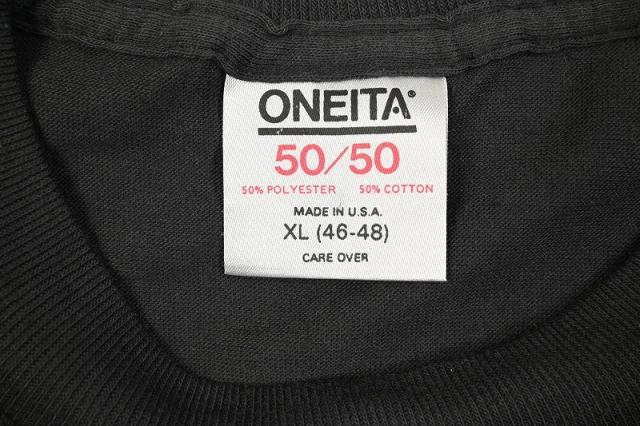 ONEITA®
50/50
50% POLYESTER 50% COTTON
MADE IN U.S.A.
XL (46-48)
CARE OVER